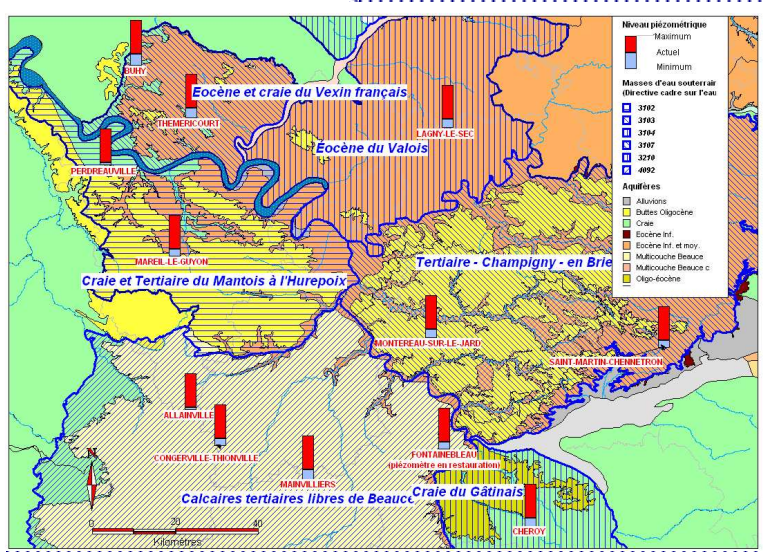 Niveau piézométrique
Maximum
Actuel
Minimum
Masses d'eau souterrair
(Directive cadre sur l'eau
3102
3103
3104
3107
3210
4092
Aquifères
Alluvions
Buttes Oligocène
Craie
Eocène Inf.
Eocène Inf. et moy.
Multicouche Beauce
Multicouche Beauce c
Oligo-éocène
BUHY
Eocène et craie du Vexin français
THEMERICOURT
LAGNY-LE-SEC
Eocène du Valois
PERDREAUVILLE
MAREIL-LE-GUYON
Tertiaire - Champigny - en Brie
Craie et Tertiaire du Mantois à l'Hurepoix
MONTEREAU-SUR-LE-JARD
SAINT-MARTIN-CHENNETRON
ALLAINVILLE
CONGERVILLE-THIONVILLE
FONTAINEBLEAU
(piézomètre en restauration)
MAINVILLIERS
Calcaires tertiaires libres de Beauce
Craie du Gâtinais
CHEROY
N
0 20 40
Kilomètres